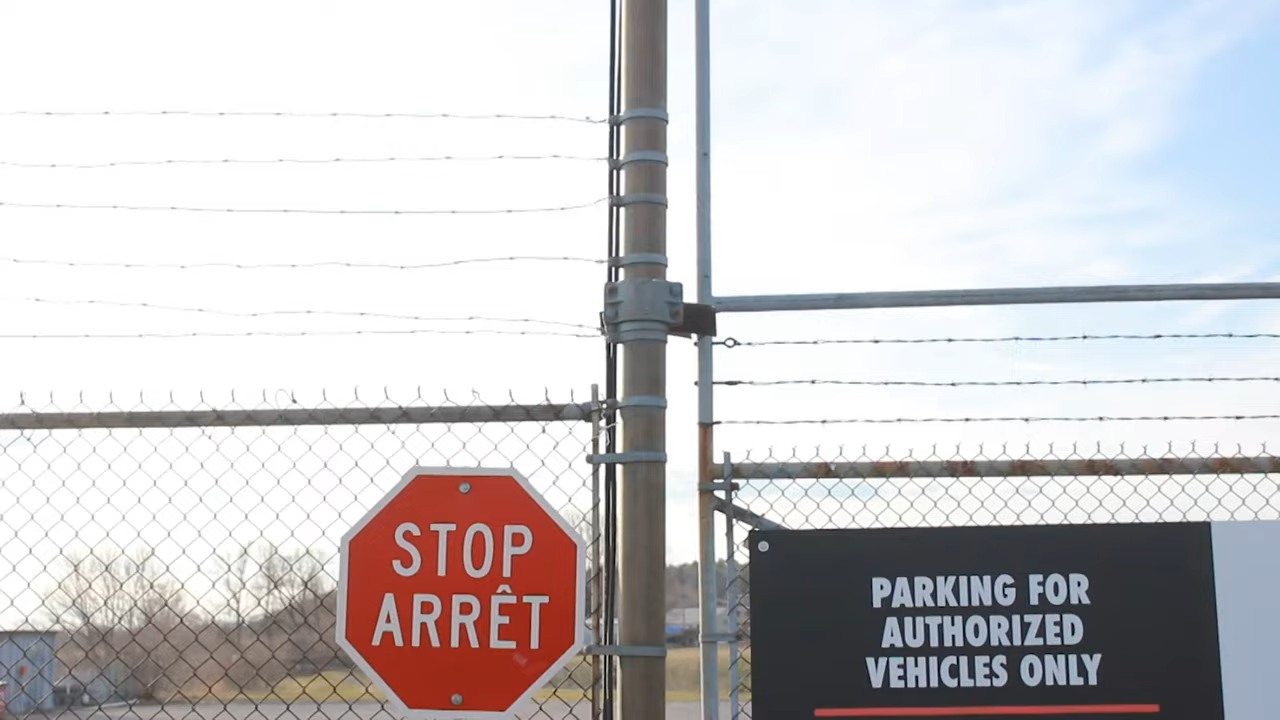 STOP
ARRÊT
PARKING FOR
AUTHORIZED
VEHICLES ONLY